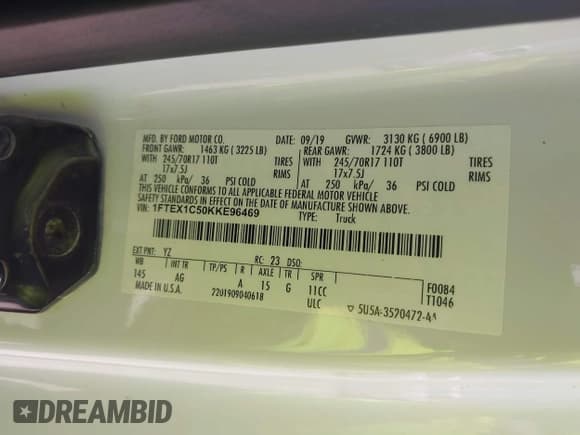 MFD. BY FORD MOTOR CO. DATE: 09/19 GVWR: 3130 KG ( 6900 LB)
FRONT GAWR: 1463 KG ( 3225 LB) REAR GAWR: 1724 KG ( 3800 LB)
WITH 245/70R17 110T TIRES WITH 245/70R17 110T TIRES
17x7.5J RIMS 17x7.5J RIMS
AT 250 kPa/ 36 PSI COLD AT 250 kPa/ 36 PSI COLD
THIS VEHICLE CONFORMS TO ALL APPLICABLE FEDERAL MOTOR VEHICLE
SAFETY STANDARDS IN EFFECT ON THE DATE OF MANUFACTURE SHOWN ABOVE.
1FTEX1C50KKE96469 TYPE: Truck
EXT PNT: YZ RC: 23 DSO: F0084
WB INT TR TP/PS R AXLE TR SPR T1046
145 AG A 15 G 11CC
MADE IN U.S.A. 2201909040618 ULC 5U5A-3520472-AA
DREAMBID